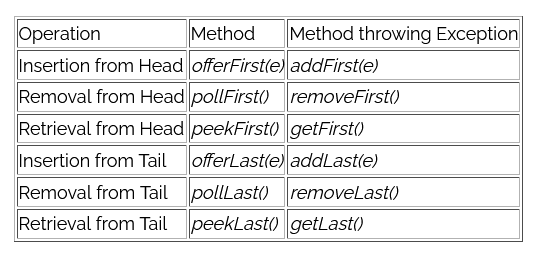 Operation Method Method throwing Exception
Insertion from Head offerFirst(e) addFirst(e)
Removal from Head pollFirst() removeFirst()
Retrieval from Head peekFirst() getFirst()
Insertion from Tail offerLast(e) addLast(e)
Removal from Tail pollLast() removeLast()
Retrieval from Tail peekLast() getLast()